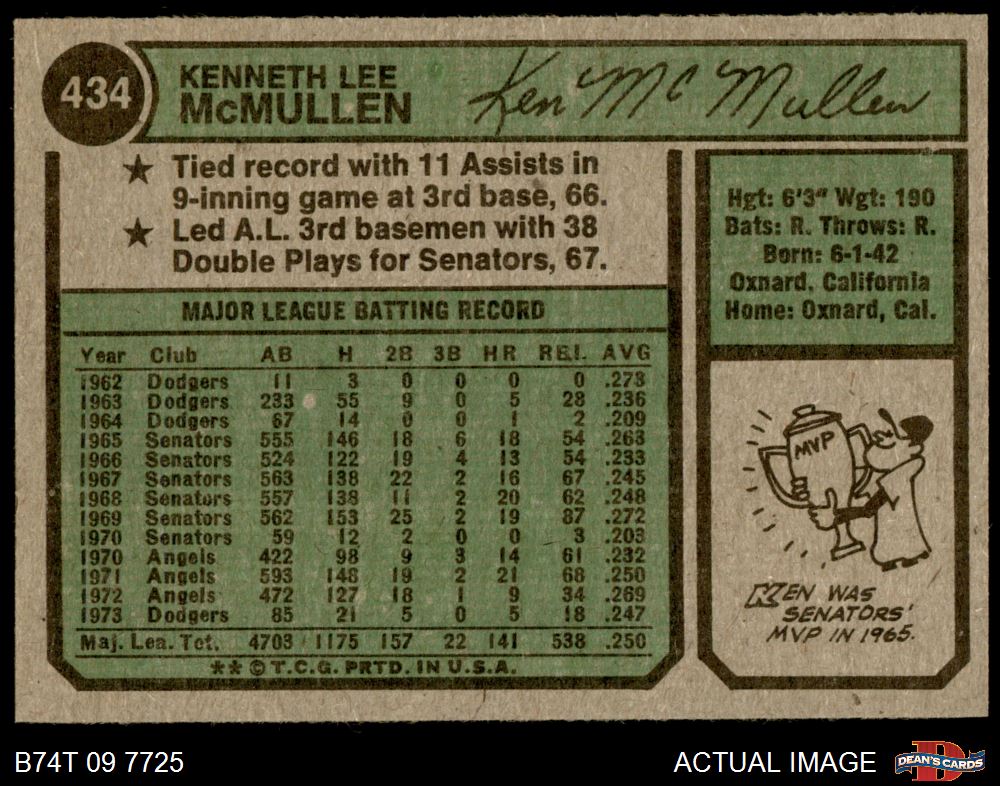 434
KENNETH LEE
McMULLEN
Ken McMullen
★ Tied record with 11 Assists in
9-inning game at 3rd base, 66.
★ Led A.L. 3rd basemen with 38
Double Plays for Senators, 67.
MAJOR LEAGUE BATTING RECORD
Year Club AB H 2B 3B HR RBI. AVG
1962 Dodgers 11 3 0 0 0 0 .273
1963 Dodgers 233 55 9 0 5 28 .236
1964 Dodgers 67 14 0 0 1 2 .209
1965 Senators 555 146 18 6 18 54 .263
1966 Senators 524 122 19 4 13 54 .233
1967 Senators 563 138 22 2 16 67 .245
1968 Senators 557 138 11 2 20 62 .248
1969 Senators 562 153 25 2 19 87 .272
1970 Senators 59 12 2 0 0 3 .203
1970 Angels 422 98 9 3 14 61 .232
1971 Angels 593 148 19 2 21 68 .250
1972 Angels 472 127 18 1 9 34 .269
1973 Dodgers 85 21 5 0 5 18 .247
Maj. Lea. Tot. 4703 1175 157 22 141 538 .250
** © T.C.G. PRTD. IN U.S.A.
Hgt: 6'3" Wgt: 190
Bats: R. Throws: R.
Born: 6-1-42
Oxnard, California
Home: Oxnard, Cal.
MVP
KEN WAS
SENATORS'
MVP IN 1965.
B74T 09 7725
ACTUAL IMAGE
D
DEAN'S CARDS